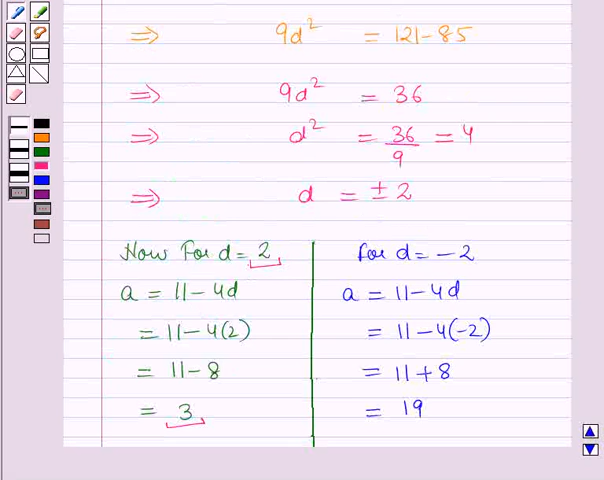 ⇒ 9d² = 121-85
⇒ 9d² = 36
⇒ d² = 36/9 = 4
⇒ d = ±2
Now For d = 2
a = 11-4d
= 11-4(2)
= 11-8
= 3
for d = -2
a = 11-4d
= 11-4(-2)
= 11+8
= 19